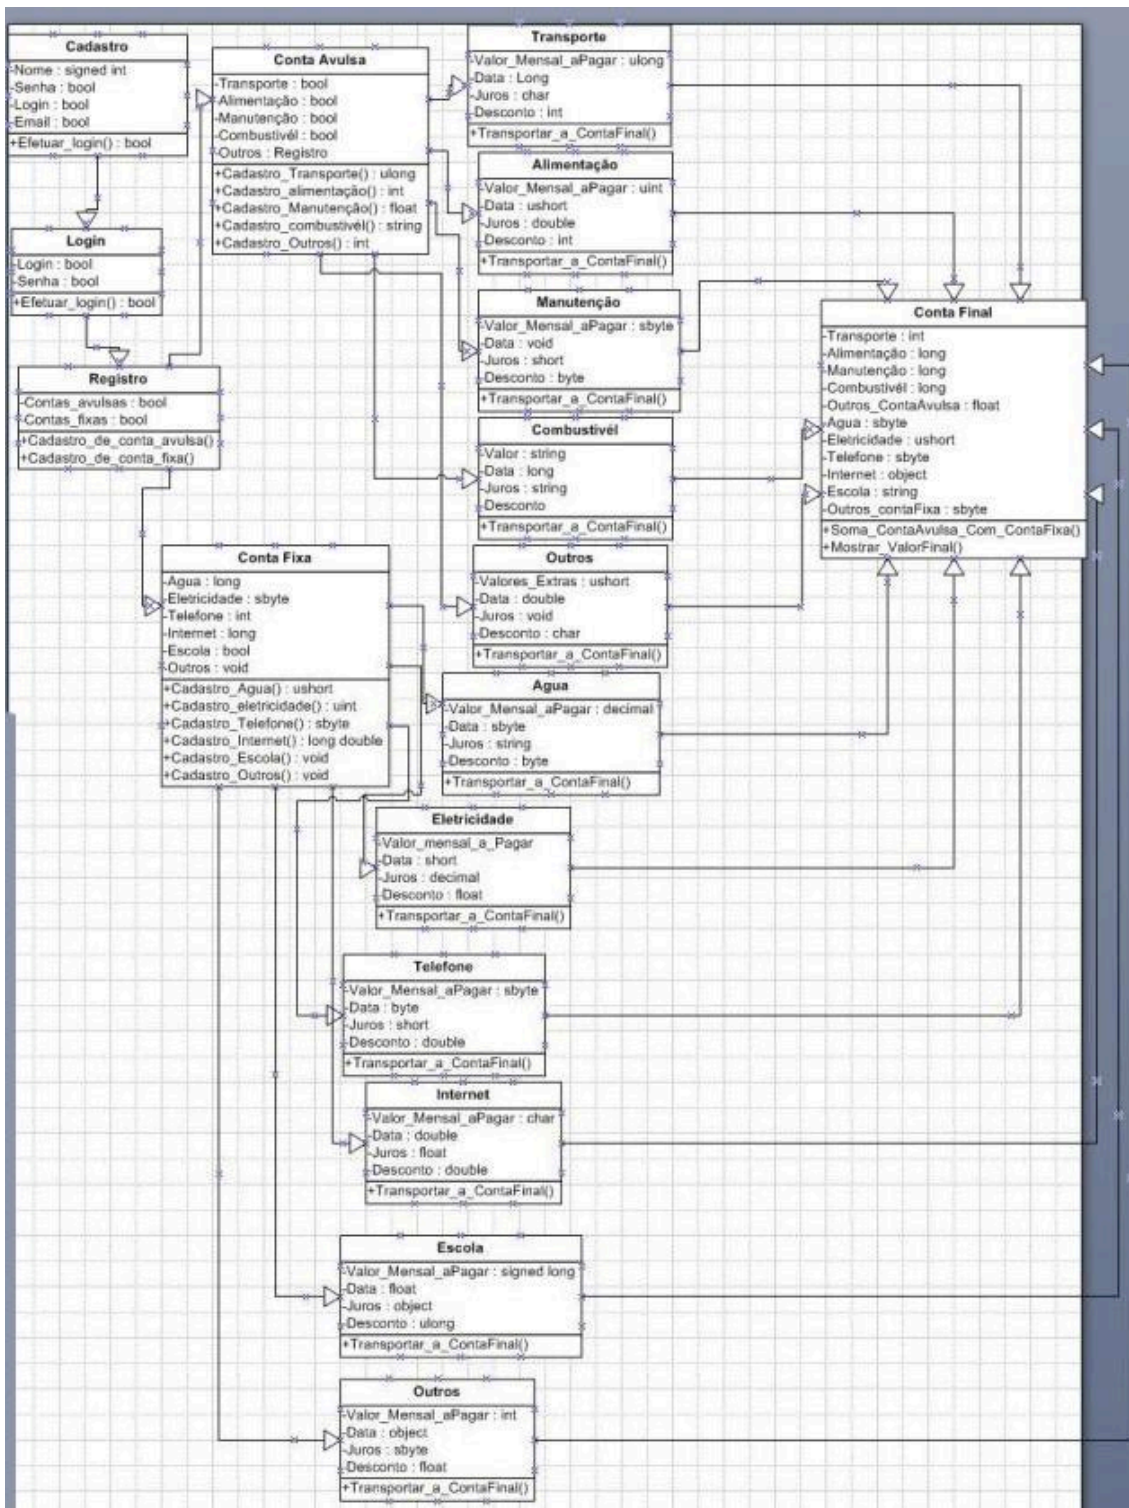 Cadastro
-Nome : signed int
-Senha : bool
-Login : bool
-Email : bool
+Efetuar_login() : bool
Login
-Login : bool
-Senha : bool
+Efetuar_login() : bool
Registro
-Contas_avulsas : bool
-Contas_fixas : bool
+Cadastro_de_conta_avulsa()
+Cadastro_de_conta_fixa()
Conta Avulsa
-Transporte : bool
-Alimentação : bool
-Manutenção : bool
-Combustivél : bool
-Outros : Registro
+Cadastro_Transporte() : ulong
+Cadastro_alimentação() : int
+Cadastro_Manutenção() : float
+Cadastro_combustivél() : string
+Cadastro_Outros() : int
Conta Fixa
-Agua : long
-Eletricidade : sbyte
-Telefone : int
-Internet : long
-Escola : bool
-Outros : void
+Cadastro_Agua() : ushort
+Cadastro_eletricidade() : uint
+Cadastro_Telefone() : sbyte
+Cadastro_Internet() : long double
+Cadastro_Escola() : void
+Cadastro_Outros() : void
Transporte
-Valor_Mensal_aPagar : ulong
-Data : Long
-Juros : char
-Desconto : int
+Transportar_a_ContaFinal()
Alimentação
-Valor_Mensal_aPagar : uint
-Data : ushort
-Juros : double
-Desconto : int
+Transportar_a_ContaFinal()
Manutenção
-Valor_Mensal_aPagar : sbyte
-Data : void
-Juros : short
-Desconto : byte
+Transportar_a_ContaFinal()
Combustivél
-Valor : string
-Data : long
-Juros : string
-Desconto
+Transportar_a_ContaFinal()
Outros
-Valores_Extras : ushort
-Data : double
-Juros : void
-Desconto : char
+Transportar_a_ContaFinal()
Agua
-Valor_Mensal_aPagar : decimal
-Data : sbyte
-Juros : string
-Desconto : byte
+Transportar_a_ContaFinal()
Eletricidade
-Valor_mensal_a_Pagar
-Data : short
-Juros : decimal
-Desconto : float
+Transportar_a_ContaFinal()
Telefone
-Valor_Mensal_aPagar : sbyte
-Data : byte
-Juros : short
-Desconto : double
+Transportar_a_ContaFinal()
Internet
-Valor_Mensal_aPagar : char
-Data : double
-Juros : float
-Desconto : double
+Transportar_a_ContaFinal()
Escola
-Valor_Mensal_aPagar : signed long
-Data : float
-Juros : object
-Desconto : ulong
+Transportar_a_ContaFinal()
Outros
-Valor_Mensal_aPagar : int
-Data : object
-Juros : sbyte
-Desconto : float
+Transportar_a_ContaFinal()
Conta Final
-Transporte : int
-Alimentação : long
-Manutenção : long
-Combustivél : long
-Outros_ContaAvulsa : float
-Agua : sbyte
-Eletricidade : ushort
-Telefone : sbyte
-Internet : object
-Escola : string
-Outros_contaFixa : sbyte
+Soma_ContaAvulsa_Com_ContaFixa()
+Mostrar_ValorFinal()